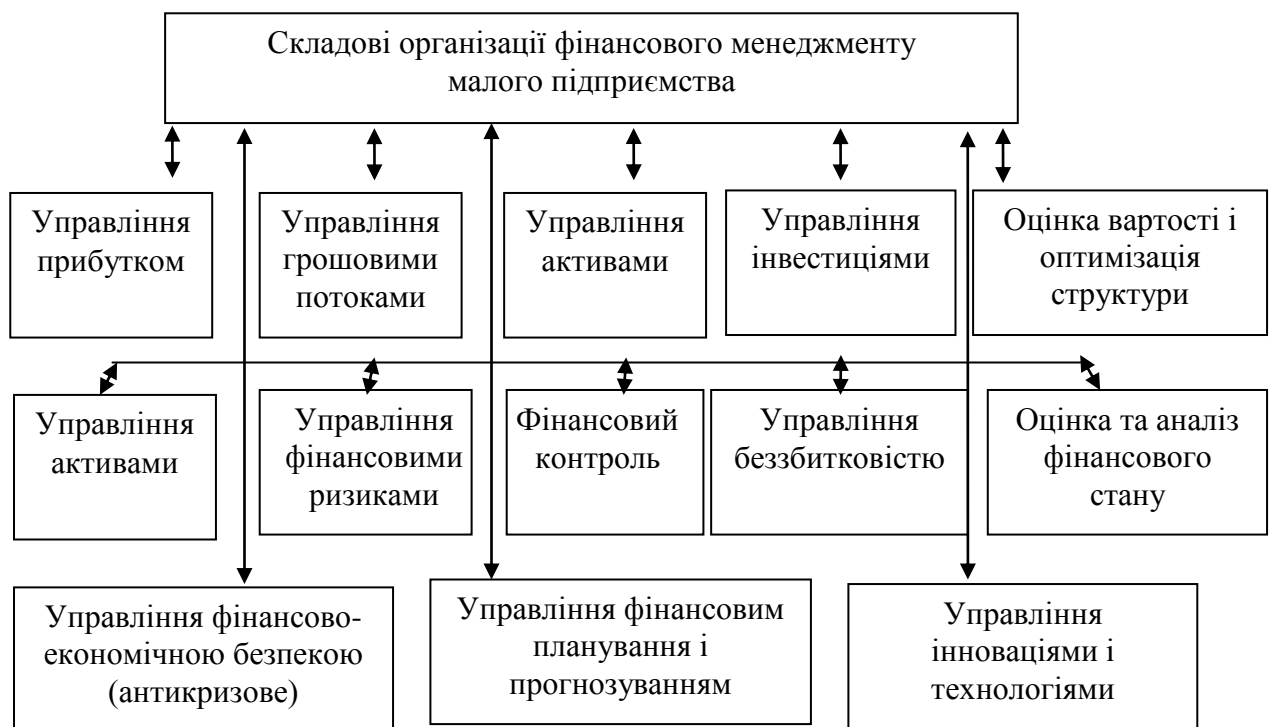 Складові організації фінансового менеджменту
малого підприємства
Управління
прибутком
Управління
грошовими
потоками
Управління
активами
Управління
інвестиціями
Оцінка вартості і
оптимізація
структури
Управління
активами
Управління
фінансовими
ризиками
Фінансовий
контроль
Управління
беззбитковістю
Оцінка та аналіз
фінансового
стану
Управління фінансово-
економічною безпекою
(антикризове)
Управління фінансовим
планування і
прогнозуванням
Управління
інноваціями і
технологіями